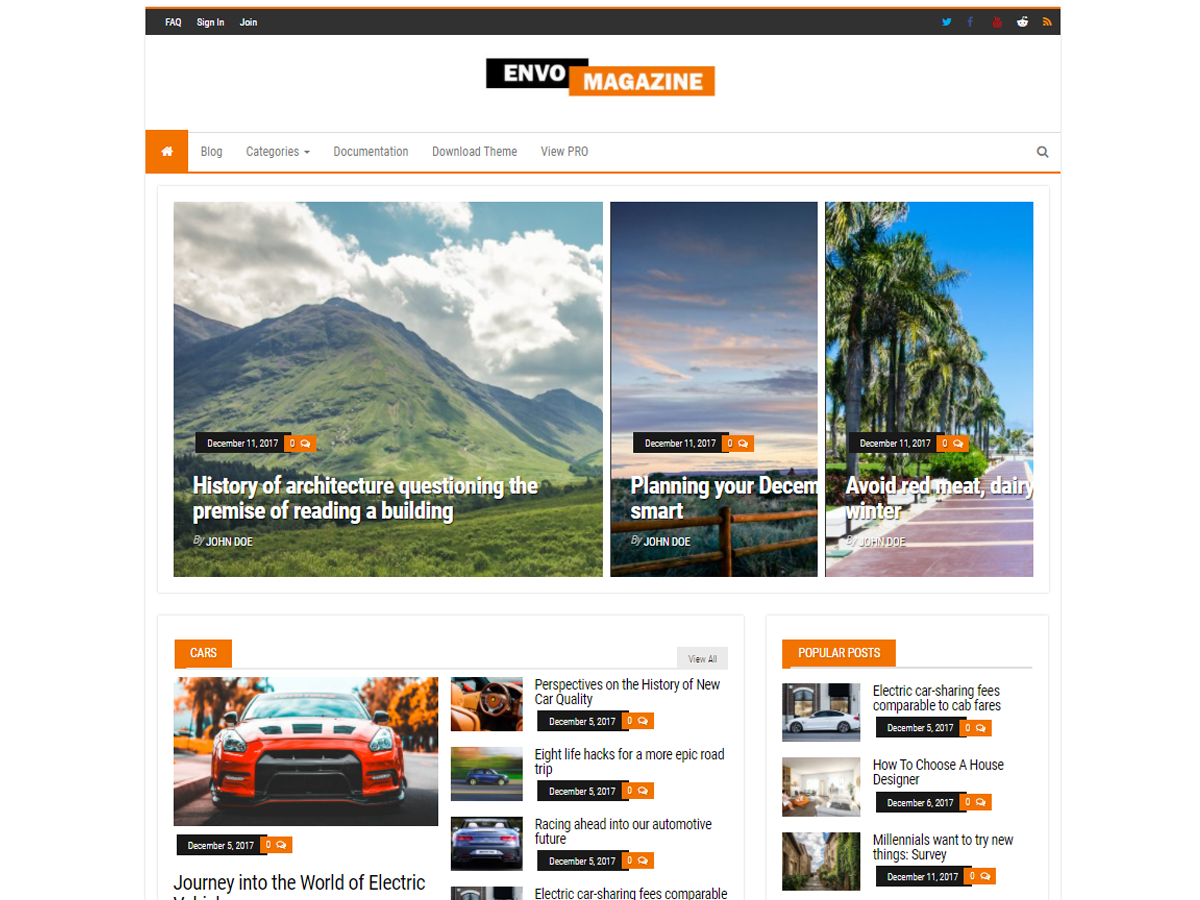 FAQ Sign In Join
ENVO MAGAZINE
Blog Categories Documentation Download Theme View PRO
December 11, 2017 0
History of architecture questioning the
premise of reading a building
By JOHN DOE
December 11, 2017 0
Planning your Decem
smart
By JOHN DOE
December 11, 2017 0
Avoid red meat, dairy
winter
By JOHN DOE
CARS
View All
December 5, 2017 0
Journey into the World of Electric
Perspectives on the History of New
Car Quality
December 5, 2017 0
Eight life hacks for a more epic road
trip
December 5, 2017 0
Racing ahead into our automotive
future
December 5, 2017 0
Electric car-sharing fees comparable
POPULAR POSTS
Electric car-sharing fees
comparable to cab fares
December 5, 2017 0
How To Choose A House
Designer
December 6, 2017 0
Millennials want to try new
things: Survey
December 11, 2017 0